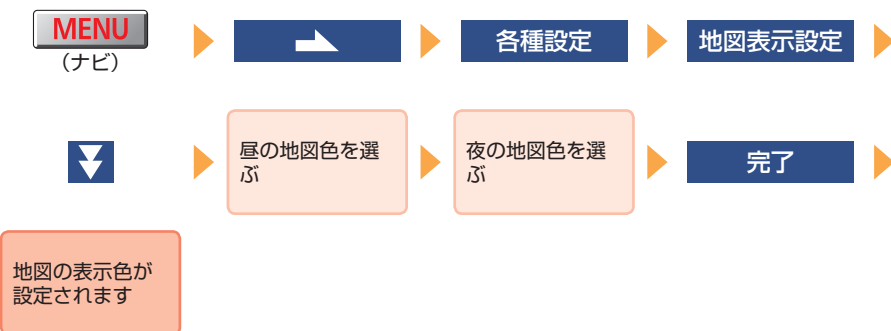 MENU
（ナビ）
各種設定
地図表示設定
昼の地図色を選
ぶ
夜の地図色を選
ぶ
完了
地図の表示色が
設定されます